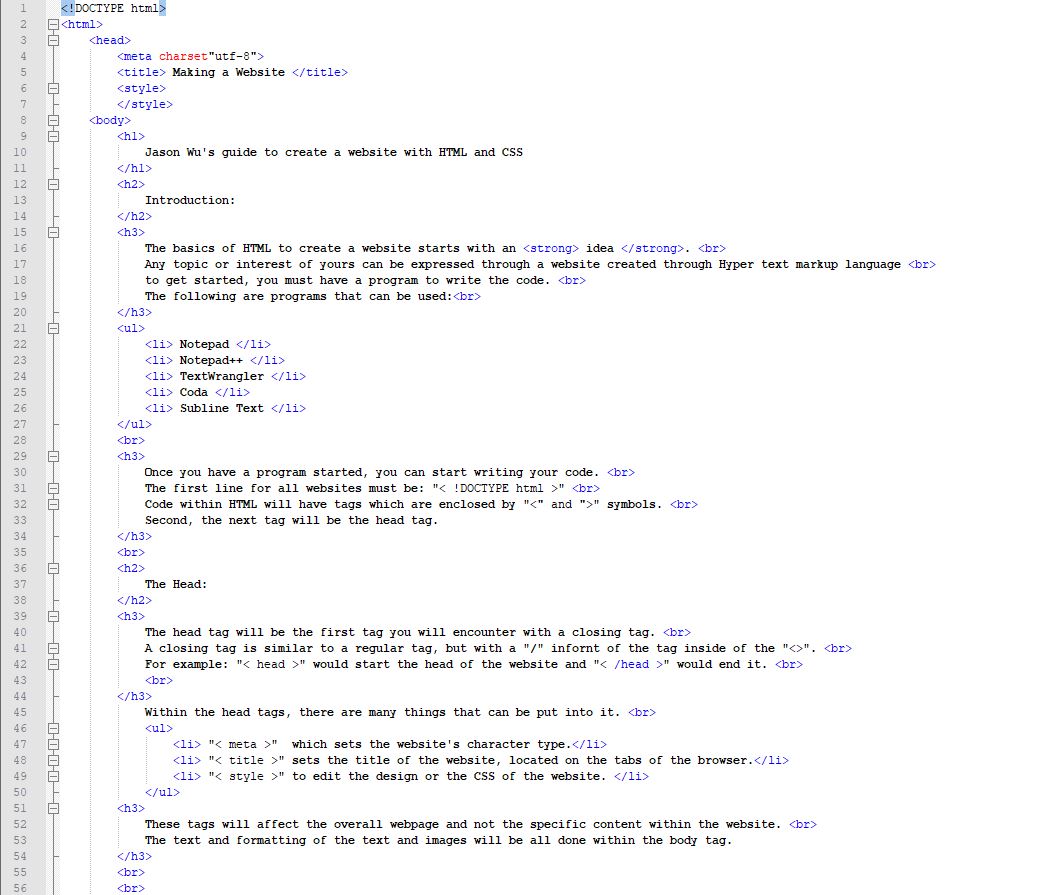 1 <!DOCTYPE html>
2 <html>
3 <head>
4 <meta charset"utf-8">
5 <title> Making a Website </title>
6 <style>
7 </style>
8 <body>
9 <h1>
10 Jason Wu's guide to create a website with HTML and CSS
11 </h1>
12 <h2>
13 Introduction:
14 </h2>
15 <h3>
16 The basics of HTML to create a website starts with an <strong> idea </strong>. <br>
17 Any topic or interest of yours can be expressed through a website created through Hyper text markup language <br>
18 to get started, you must have a program to write the code. <br>
19 The following are programs that can be used:<br>
20 </h3>
21 <ul>
22 <li> Notepad </li>
23 <li> Notepad++ </li>
24 <li> TextWrangler </li>
25 <li> Coda </li>
26 <li> Subline Text </li>
27 </ul>
28 <br>
29 <h3>
30 Once you have a program started, you can start writing your code. <br>
31 The first line for all websites must be: "< !DOCTYPE html >" <br>
32 Code within HTML will have tags which are enclosed by "<" and ">" symbols. <br>
33 Second, the next tag will be the head tag.
34 </h3>
35 <br>
36 <h2>
37 The Head:
38 </h2>
39 <h3>
40 The head tag will be the first tag you will encounter with a closing tag. <br>
41 A closing tag is similar to a regular tag, but with a "/" infornt of the tag inside of the "<>". <br>
42 For example: "< head >" would start the head of the website and "< /head >" would end it. <br>
43 <br>
44 </h3>
45 Within the head tags, there are many things that can be put into it. <br>
46 <ul>
47 <li> "< meta >"  which sets the website's character type.</li>
48 <li> "< title >" sets the title of the website, located on the tabs of the browser.</li>
49 <li> "< style >" to edit the design or the CSS of the website. </li>
50 </ul>
51 <h3>
52 These tags will affect the overall webpage and not the specific content within the website. <br>
53 The text and formatting of the text and images will be all done within the body tag.
54 </h3>
55 <br>
56 <br>